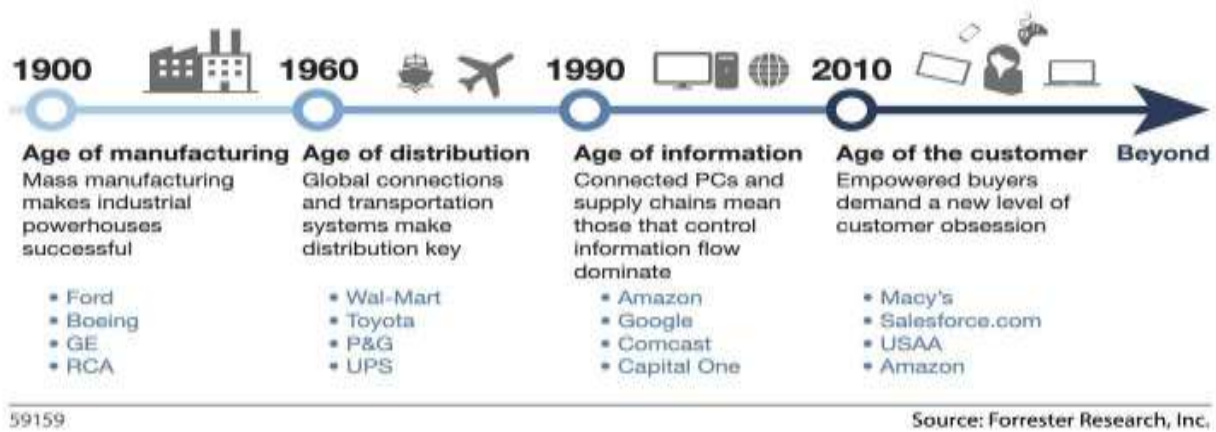 1900
1960
1990
2010
Age of manufacturing
Mass manufacturing
makes industrial
powerhouses
successful
• Ford
• Boeing
• GE
• RCA
Age of distribution
Global connections
and transportation
systems make
distribution key
• Wal-Mart
• Toyota
• P&G
• UPS
Age of information
Connected PCs and
supply chains mean
those that control
information flow
dominate
• Amazon
• Google
• Comcast
• Capital One
Age of the customer
Empowered buyers
demand a new level of
customer obsession
• Macy's
• Salesforce.com
• USAA
• Amazon
Beyond
59159
Source: Forrester Research, Inc.